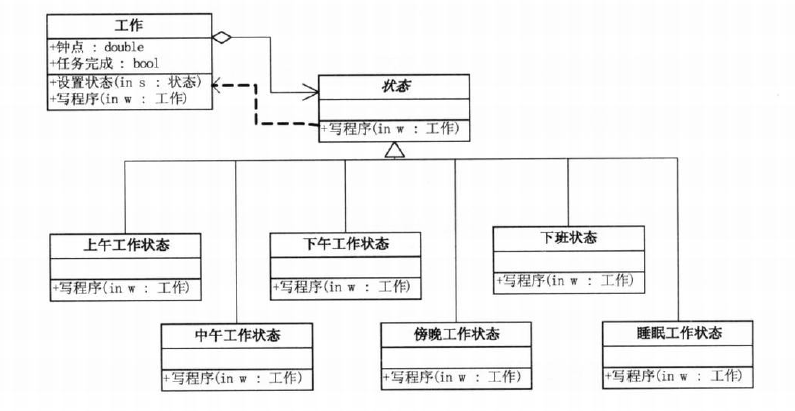 工作
+钟点 : double
+任务完成 : bool
+设置状态(in s : 状态)
+写程序(in w : 工作)
状态
+写程序(in w : 工作)
上午工作状态
+写程序(in w : 工作)
下午工作状态
+写程序(in w : 工作)
下班状态
+写程序(in w : 工作)
中午工作状态
+写程序(in w : 工作)
傍晚工作状态
+写程序(in w : 工作)
睡眠工作状态
+写程序(in w : 工作)